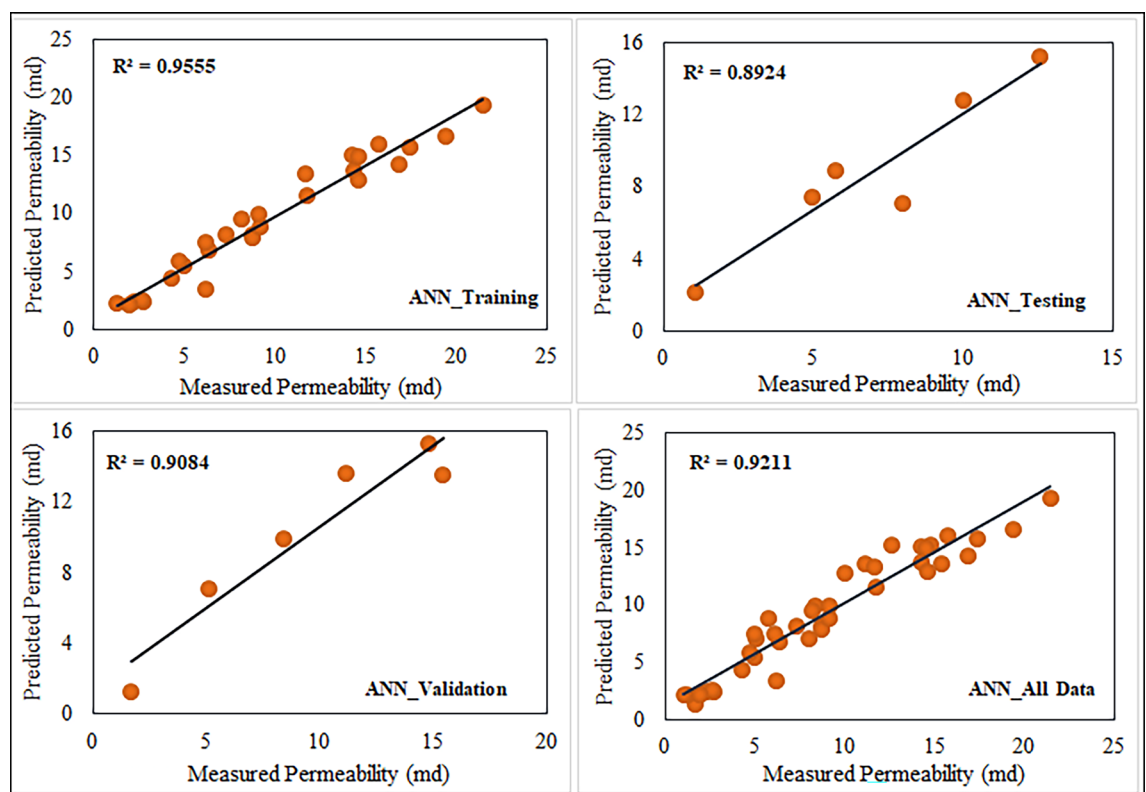 25
20
15
10
5
0
Predicted Permeability (md)
R² = 0.9555
ANN_Training
0 5 10 15 20 25
Measured Permeability (md)
16
12
8
4
0
Predicted Permeability (md)
R² = 0.8924
ANN_Testing
0 5 10 15
Measured Permeability (md)
16
12
8
4
0
Predicted Permeability (md)
R² = 0.9084
ANN_Validation
0 5 10 15 20
Measured Permeability (md)
25
20
15
10
5
0
Predicted Permeability (md)
R² = 0.9211
ANN_All Data
0 5 10 15 20 25
Measured Permeability (md)